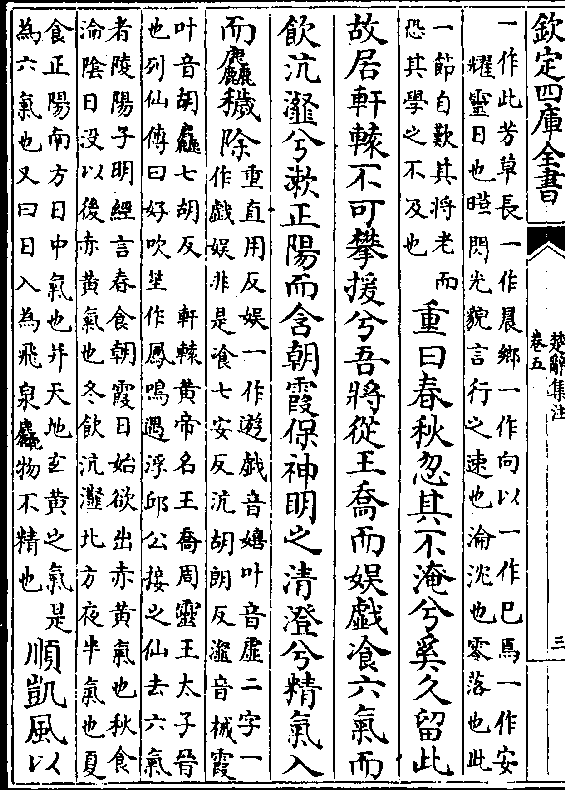 欽定四庫全書
楚辭集注
卷五
三
一作此芳草長一作晨鄉一作向以一作巳焉一作安
耀靈日也曄閃光貌言行之速也淪沈也零落也此
一節自歎其將老而
恐其學之不及也
重曰春秋忽其不淹兮奚久留此
故居軒轅不可攀援兮吾將從王喬而娛戲飡六氣而
飲沆瀣兮漱正陽而含朝霞保神明之清澄兮精氣入
而麤穢除
重直用反娛一作遊戲音嬉叶音虛二字一
作戲娛非是飡七安反沆胡朗反瀣音械霞
叶音胡麤七胡反　軒轅黄帝名王喬周靈王太子晉
也列仙傳曰好吹笙作鳳鳴遇浮邱公接之仙去六氣
者陵陽子明經言春食朝霞日始欲出赤黄氣也秋食
淪陰日没以後赤黄氣也冬飲沆瀣北方夜半氣也夏
食正陽南方日中氣也并天地玄黄之氣是
為六氣也又曰日入為飛泉麤物不精也
順凱風以